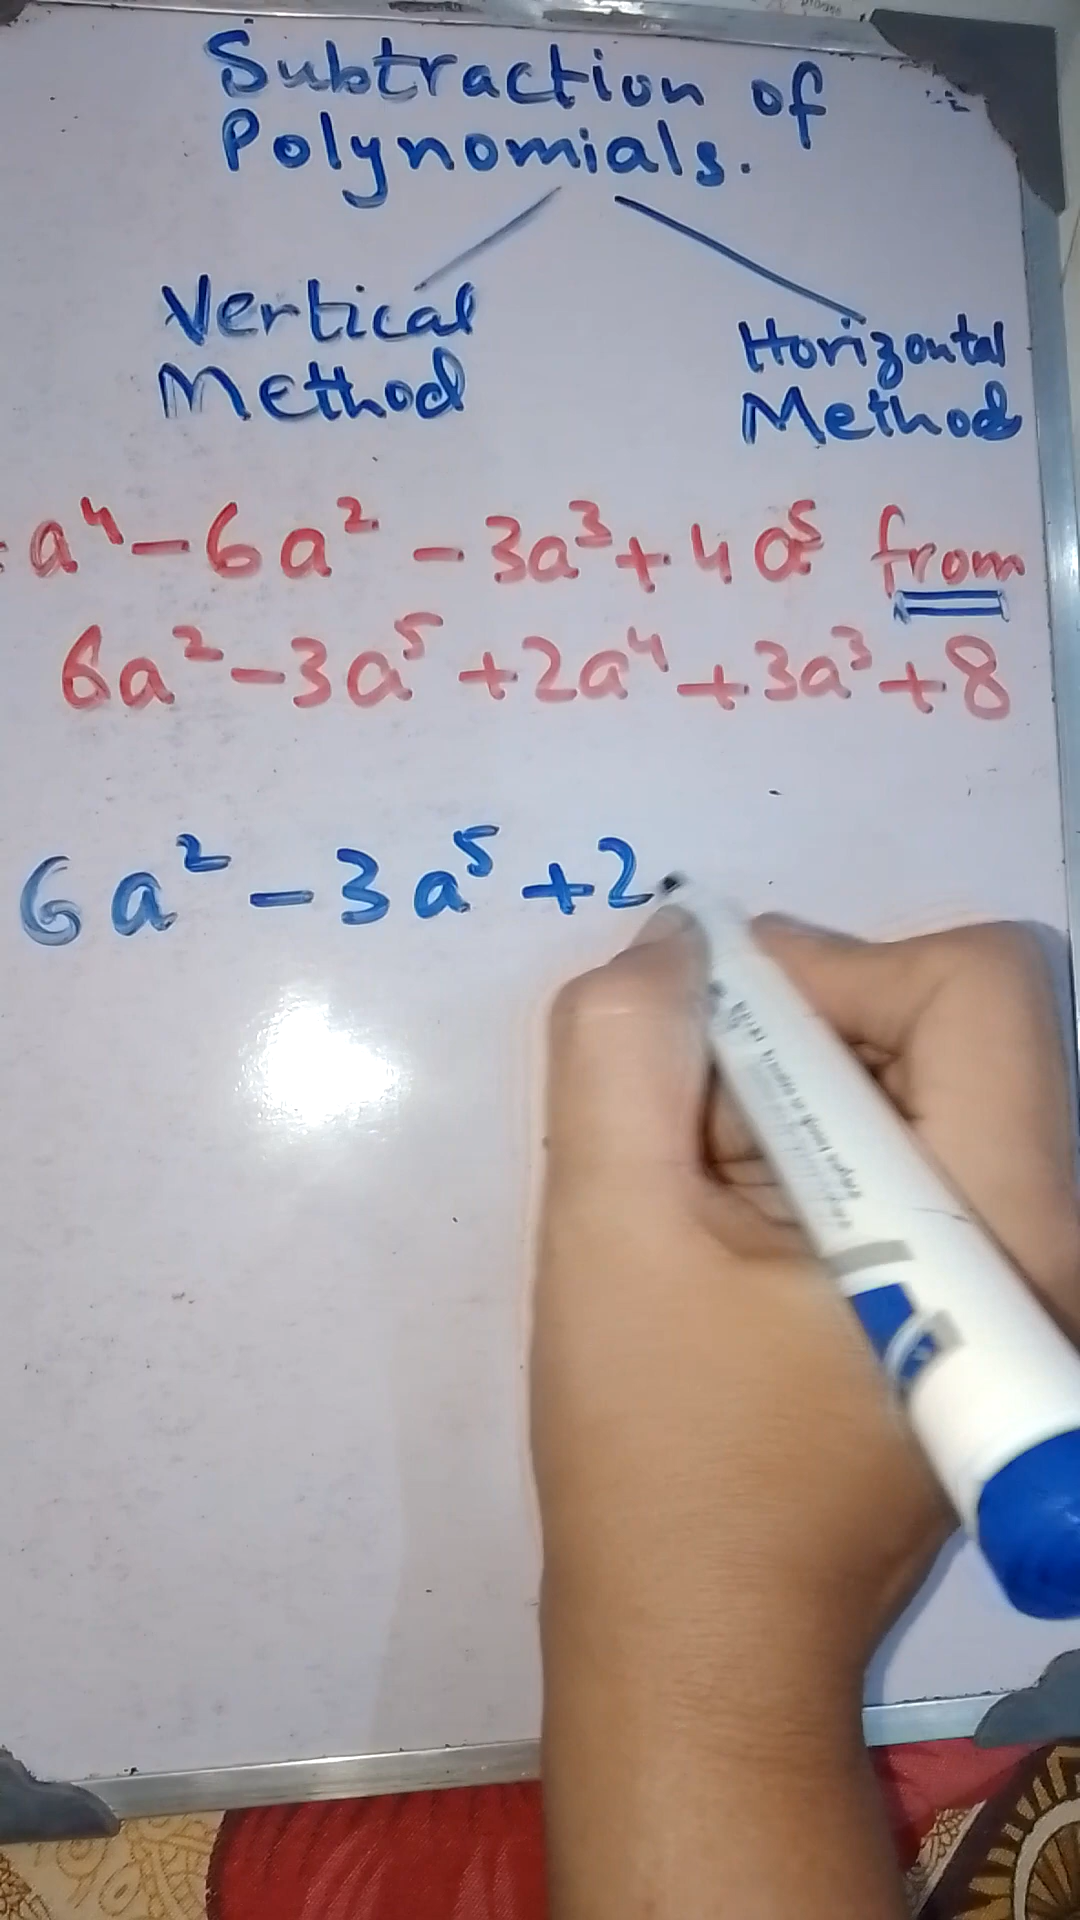 Subtraction of
Polynomials.
Vertical
Method
Horizontal
Method
a⁴ - 6a² - 3a³ + 4a⁵ from
6a² - 3a⁵ + 2a⁴ + 3a³ + 8
6a² - 3a⁵ + 2